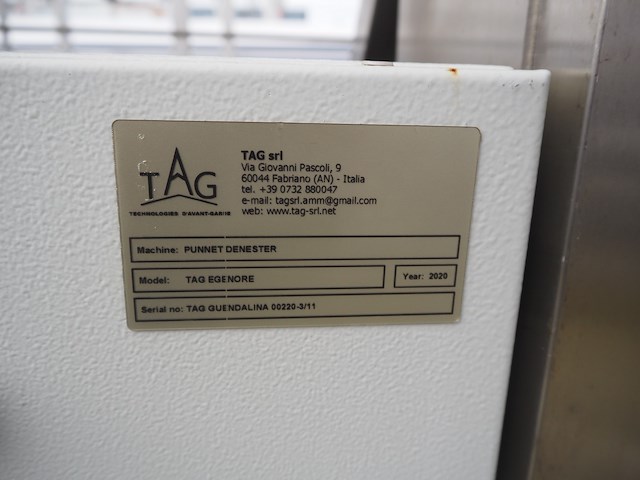 TAG
TECHNOLOGIES D'AVANT-GARDE
TAG srl
Via Giovanni Pascoli, 9
60044 Fabriano (AN) - Italia
tel. +39 0732 880047
e-mail: tagsrl.amm@gmail.com
web: www.tag-srl.net
Machine: PUNNET DENESTER
Model: TAG EGENORE
Year: 2020
Serial no: TAG GUENDALINA 00220-3/11